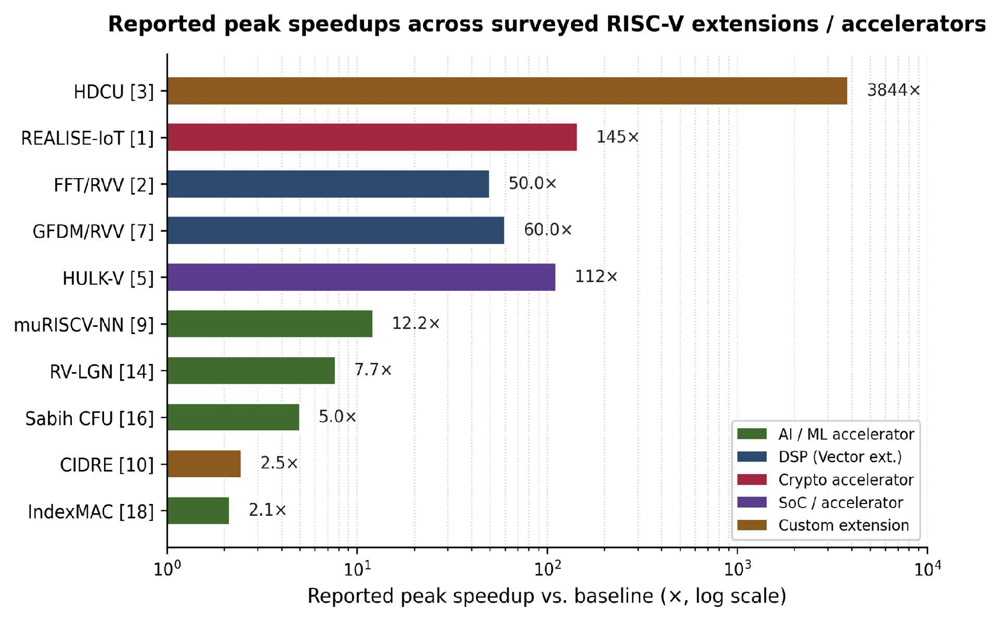 Reported peak speedups across surveyed RISC-V extensions / accelerators
HDCU [3] 3844×
REALISE-IoT [1] 145×
FFT/RVV [2] 50.0×
GFDM/RVV [7] 60.0×
HULK-V [5] 112×
muRISCV-NN [9] 12.2×
RV-LGN [14] 7.7×
Sabih CFU [16] 5.0×
CIDRE [10] 2.5×
IndexMAC [18] 2.1×
AI / ML accelerator
DSP (Vector ext.)
Crypto accelerator
SoC / accelerator
Custom extension
10⁰ 10¹ 10² 10³ 10⁴
Reported peak speedup vs. baseline (×, log scale)